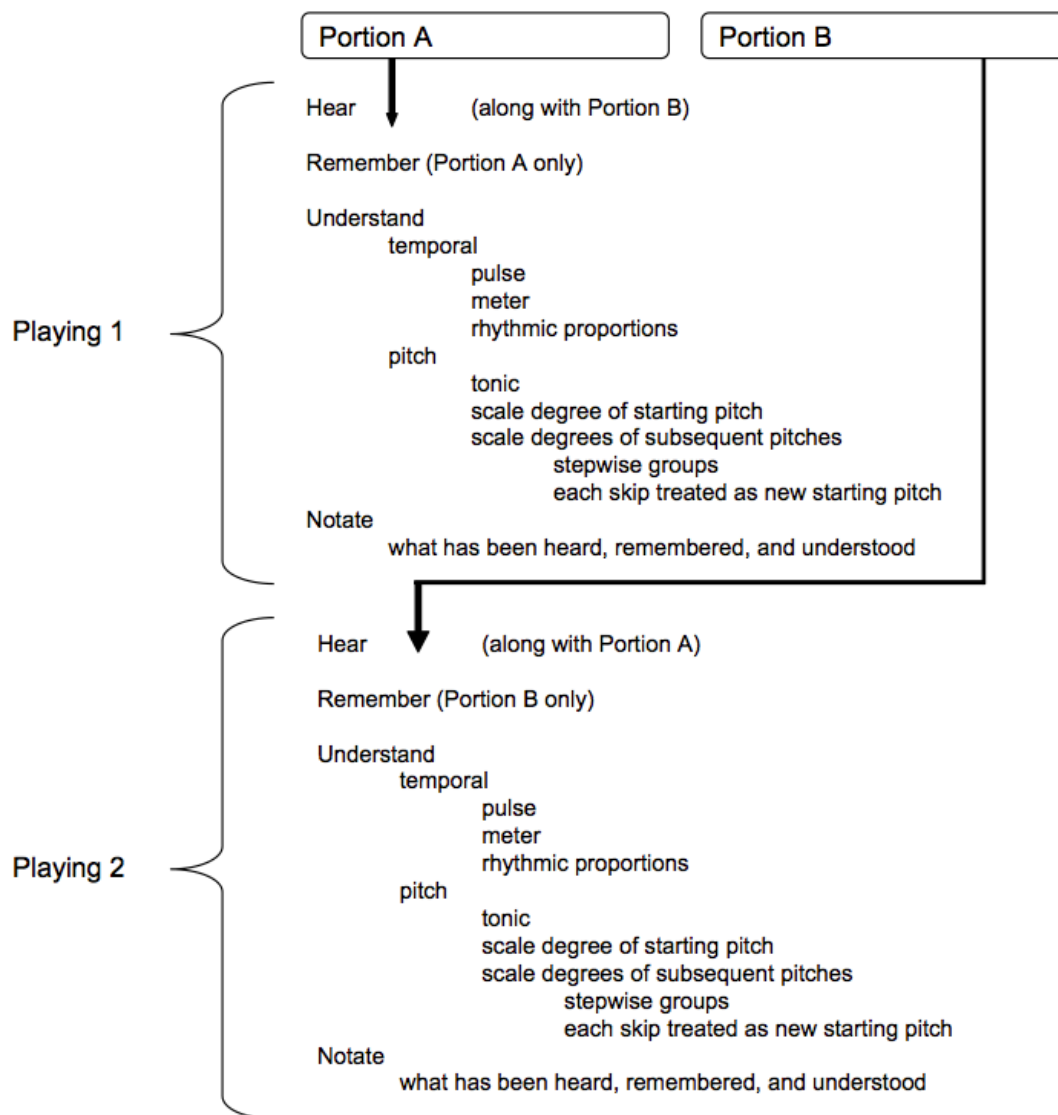 Portion A
Portion B
Hear (along with Portion B)
Remember (Portion A only)
Understand
temporal
pulse
meter
rhythmic proportions
Playing 1
pitch
tonic
scale degree of starting pitch
scale degrees of subsequent pitches
stepwise groups
each skip treated as new starting pitch
Notate
what has been heard, remembered, and understood
Hear (along with Portion A)
Remember (Portion B only)
Understand
temporal
pulse
meter
rhythmic proportions
Playing 2
pitch
tonic
scale degree of starting pitch
scale degrees of subsequent pitches
stepwise groups
each skip treated as new starting pitch
Notate
what has been heard, remembered, and understood